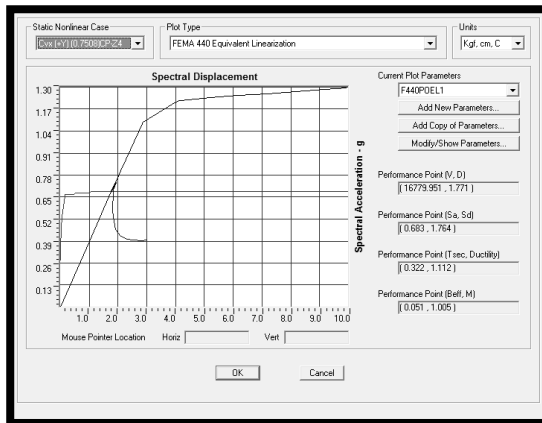 Static Nonlinear Case
Plot Type
Units
Cvx (+Y) (0.7508)CP-Z4
FEMA 440 Equivalent Linearization
Kgf, cm, C
Spectral Displacement
Current Plot Parameters
F440POEL1
Add New Parameters...
Add Copy of Parameters...
Modify/Show Parameters...
1.30
1.17
1.04
0.91
0.78
0.65
0.52
0.39
0.26
0.13
Spectral Acceleration - g
Performance Point (V, D)
( 16779.951 , 1.771 )
Performance Point (Sa, Sd)
( 0.683 , 1.764 )
Performance Point (Tsec, Ductility)
( 0.322 , 1.112 )
Performance Point (Beff, M)
( 0.051 , 1.005 )
1.0 2.0 3.0 4.0 5.0 6.0 7.0 8.0 9.0 10.0
Mouse Pointer Location Horiz Vert
OK Cancel